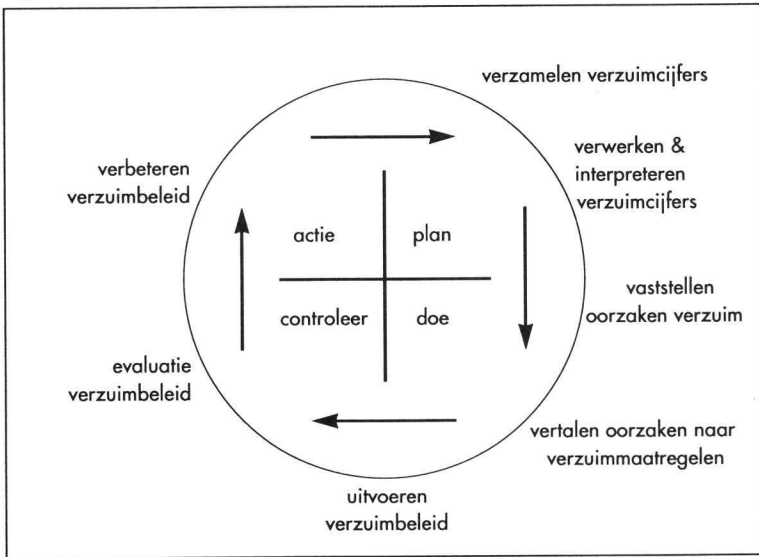 verzamelen verzuimcijfers
verwerken &
interpreteren
verzuimcijfers
vaststellen
oorzaken verzuim
vertalen oorzaken naar
verzuimmaatregelen
uitvoeren
verzuimbeleid
evaluatie
verzuimbeleid
verbeteren
verzuimbeleid
actie
plan
controleer
doe